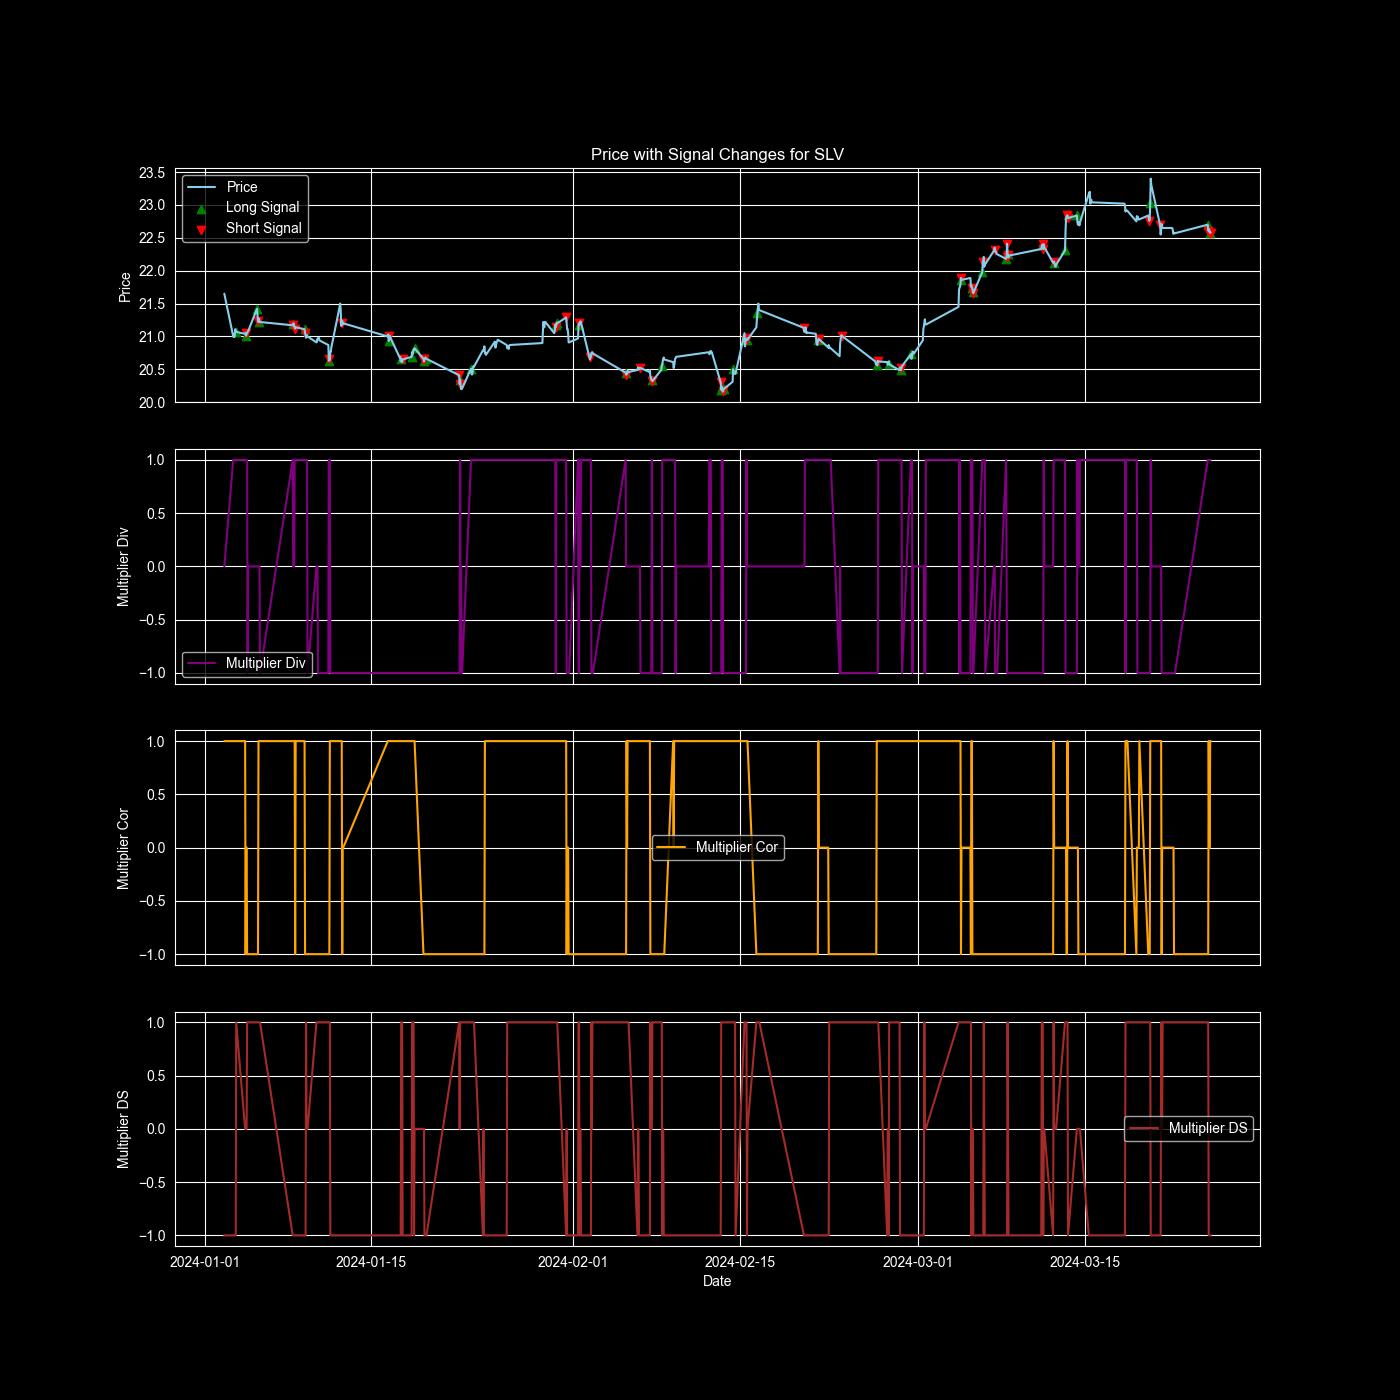 Price with Signal Changes for SLV
23.5
23.0
22.5
22.0
21.5
21.0
20.5
20.0
Price
Price
Long Signal
Short Signal
1.0
0.5
0.0
−0.5
−1.0
Multiplier Div
Multiplier Div
1.0
0.5
0.0
−0.5
−1.0
Multiplier Cor
Multiplier Cor
1.0
0.5
0.0
−0.5
−1.0
Multiplier DS
Multiplier DS
2024-01-01 2024-01-15 2024-02-01 2024-02-15 2024-03-01 2024-03-15
Date